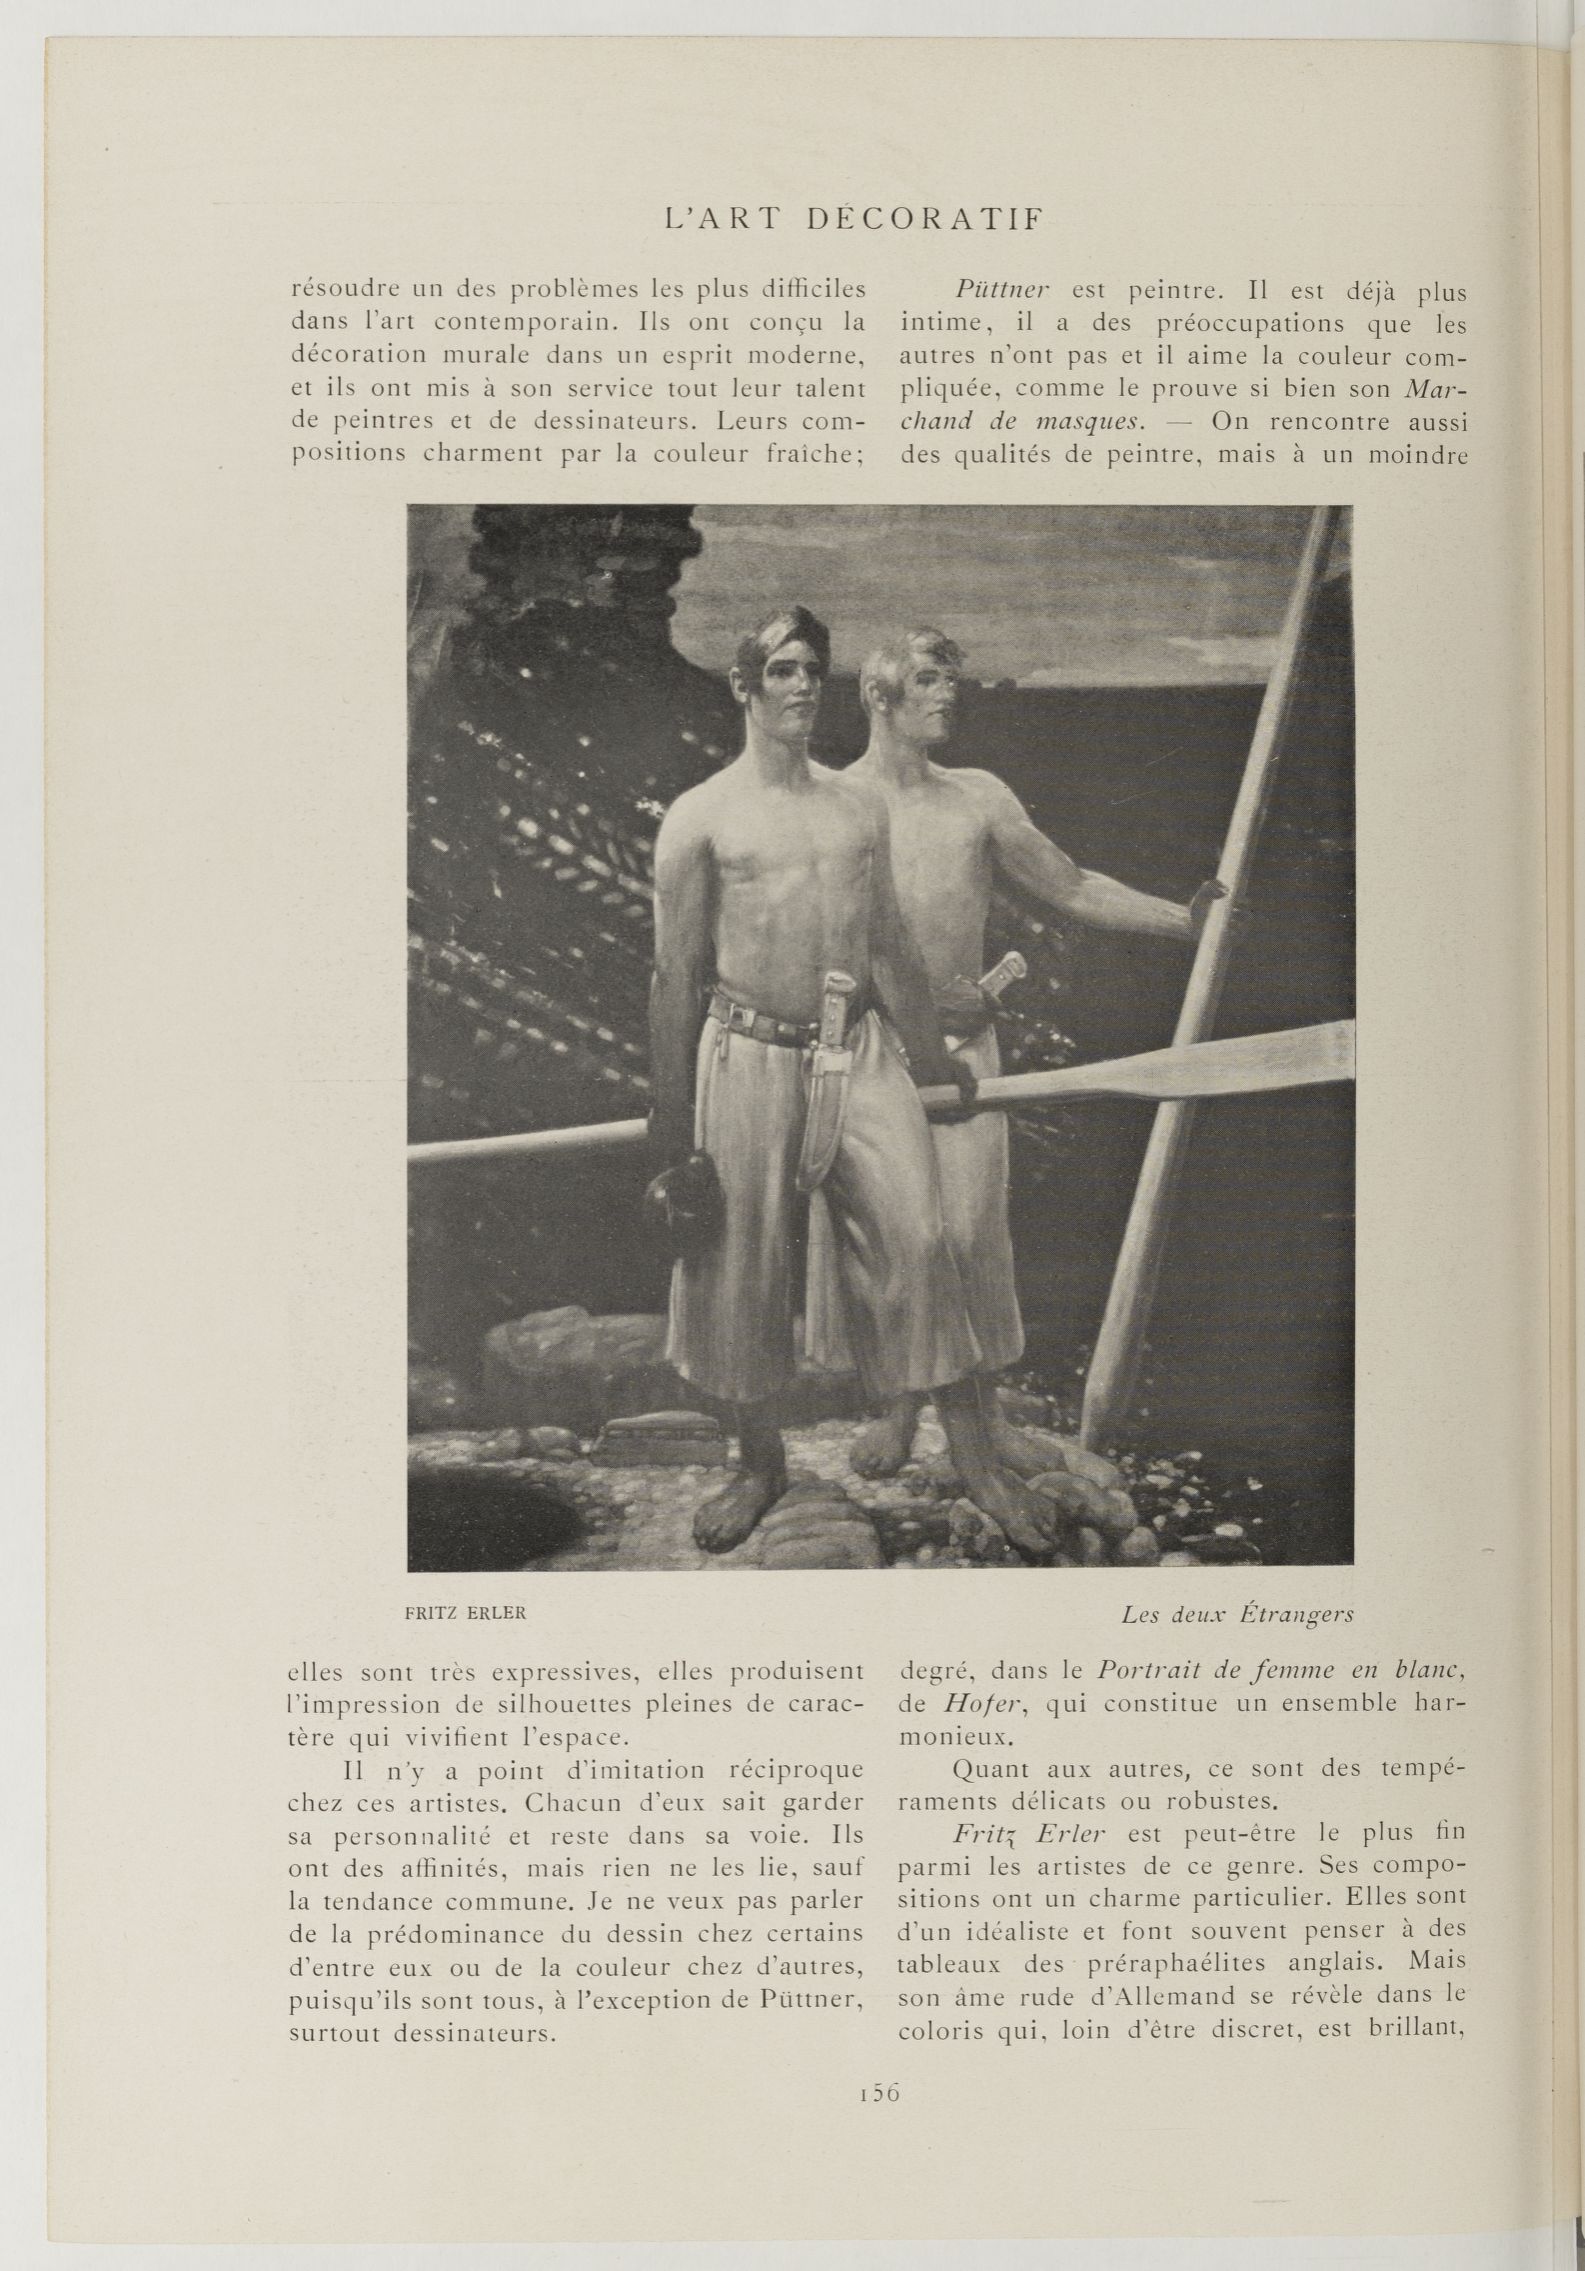 L'ART DÉCORATIF
résoudre un des problèmes les plus difficiles
dans l'art contemporain. Ils ont conçu la
décoration murale dans un esprit moderne,
et ils ont mis à son service tout leur talent
de peintres et de dessinateurs. Leurs com-
positions charment par la couleur fraîche;
elles sont très expressives, elles produisent
l'impression de silhouettes pleines de carac-
tère qui vivifient l'espace.
Il n'y a point d'imitation réciproque
chez ces artistes. Chacun d'eux sait garder
sa personnalité et reste dans sa voie. Ils
ont des affinités, mais rien ne les lie, sauf
la tendance commune. Je ne veux pas parler
de la prédominance du dessin chez certains
d'entre eux ou de la couleur chez d'autres,
puisqu'ils sont tous, à l'exception de Püttner,
surtout dessinateurs.
Püttner est peintre. Il est déjà plus
intime, il a des préoccupations que les
autres n'ont pas et il aime la couleur com-
pliquée, comme le prouve si bien son Mar-
chand de masques. — On rencontre aussi
des qualités de peintre, mais à un moindre
degré, dans le Portrait de femme en blanc,
de Hofer, qui constitue un ensemble har-
monieux.
Quant aux autres, ce sont des tempé-
raments délicats ou robustes.
Fritz Erler est peut-être le plus fin
parmi les artistes de ce genre. Ses compo-
sitions ont un charme particulier. Elles sont
d'un idéaliste et font souvent penser à des
tableaux des préraphaélites anglais. Mais
son âme rude d'Allemand se révèle dans le
coloris qui, loin d'être discret, est brillant,
FRITZ ERLER
Les deux Étrangers
156